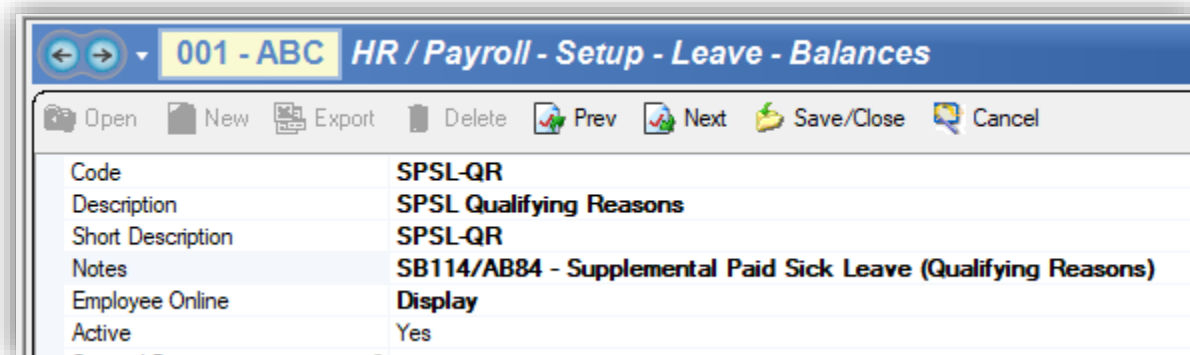 001 - ABC HR / Payroll - Setup - Leave - Balances
Open New Export Delete Prev Next Save/Close Cancel
Code SPSL-QR
Description SPSL Qualifying Reasons
Short Description SPSL-QR
Notes SB114/AB84 - Supplemental Paid Sick Leave (Qualifying Reasons)
Employee Online Display
Active Yes